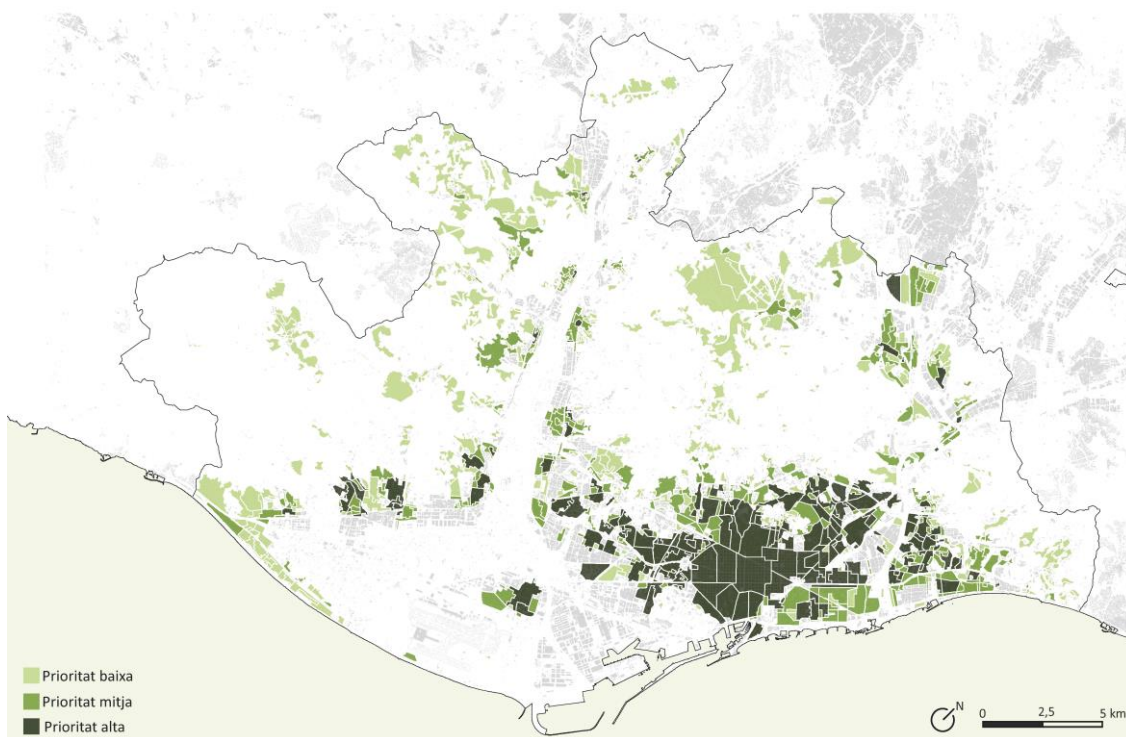 Prioritat baixa
Prioritat mitja
Prioritat alta
N
0 2,5 5 km